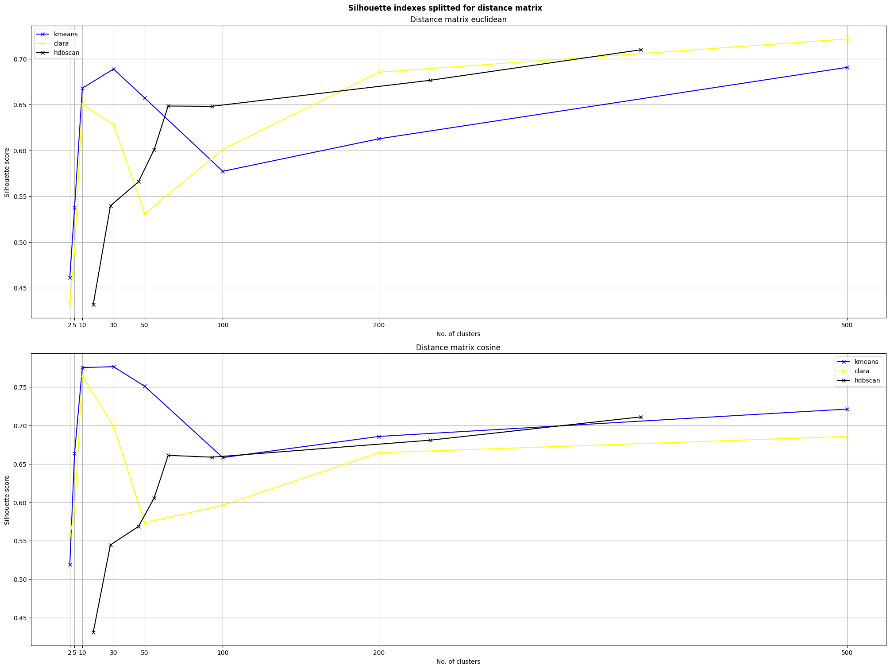 Silhouette indexes splitted for distance matrix
Distance matrix euclidean
kmeans
clara
hdbscan
Silhouette score
0.70
0.65
0.60
0.55
0.50
0.45
2 5 10 30 50 100 200 500
No. of clusters
Distance matrix cosine
kmeans
clara
hdbscan
Silhouette score
0.75
0.70
0.65
0.60
0.55
0.50
0.45
2 5 10 30 50 100 200 500
No. of clusters